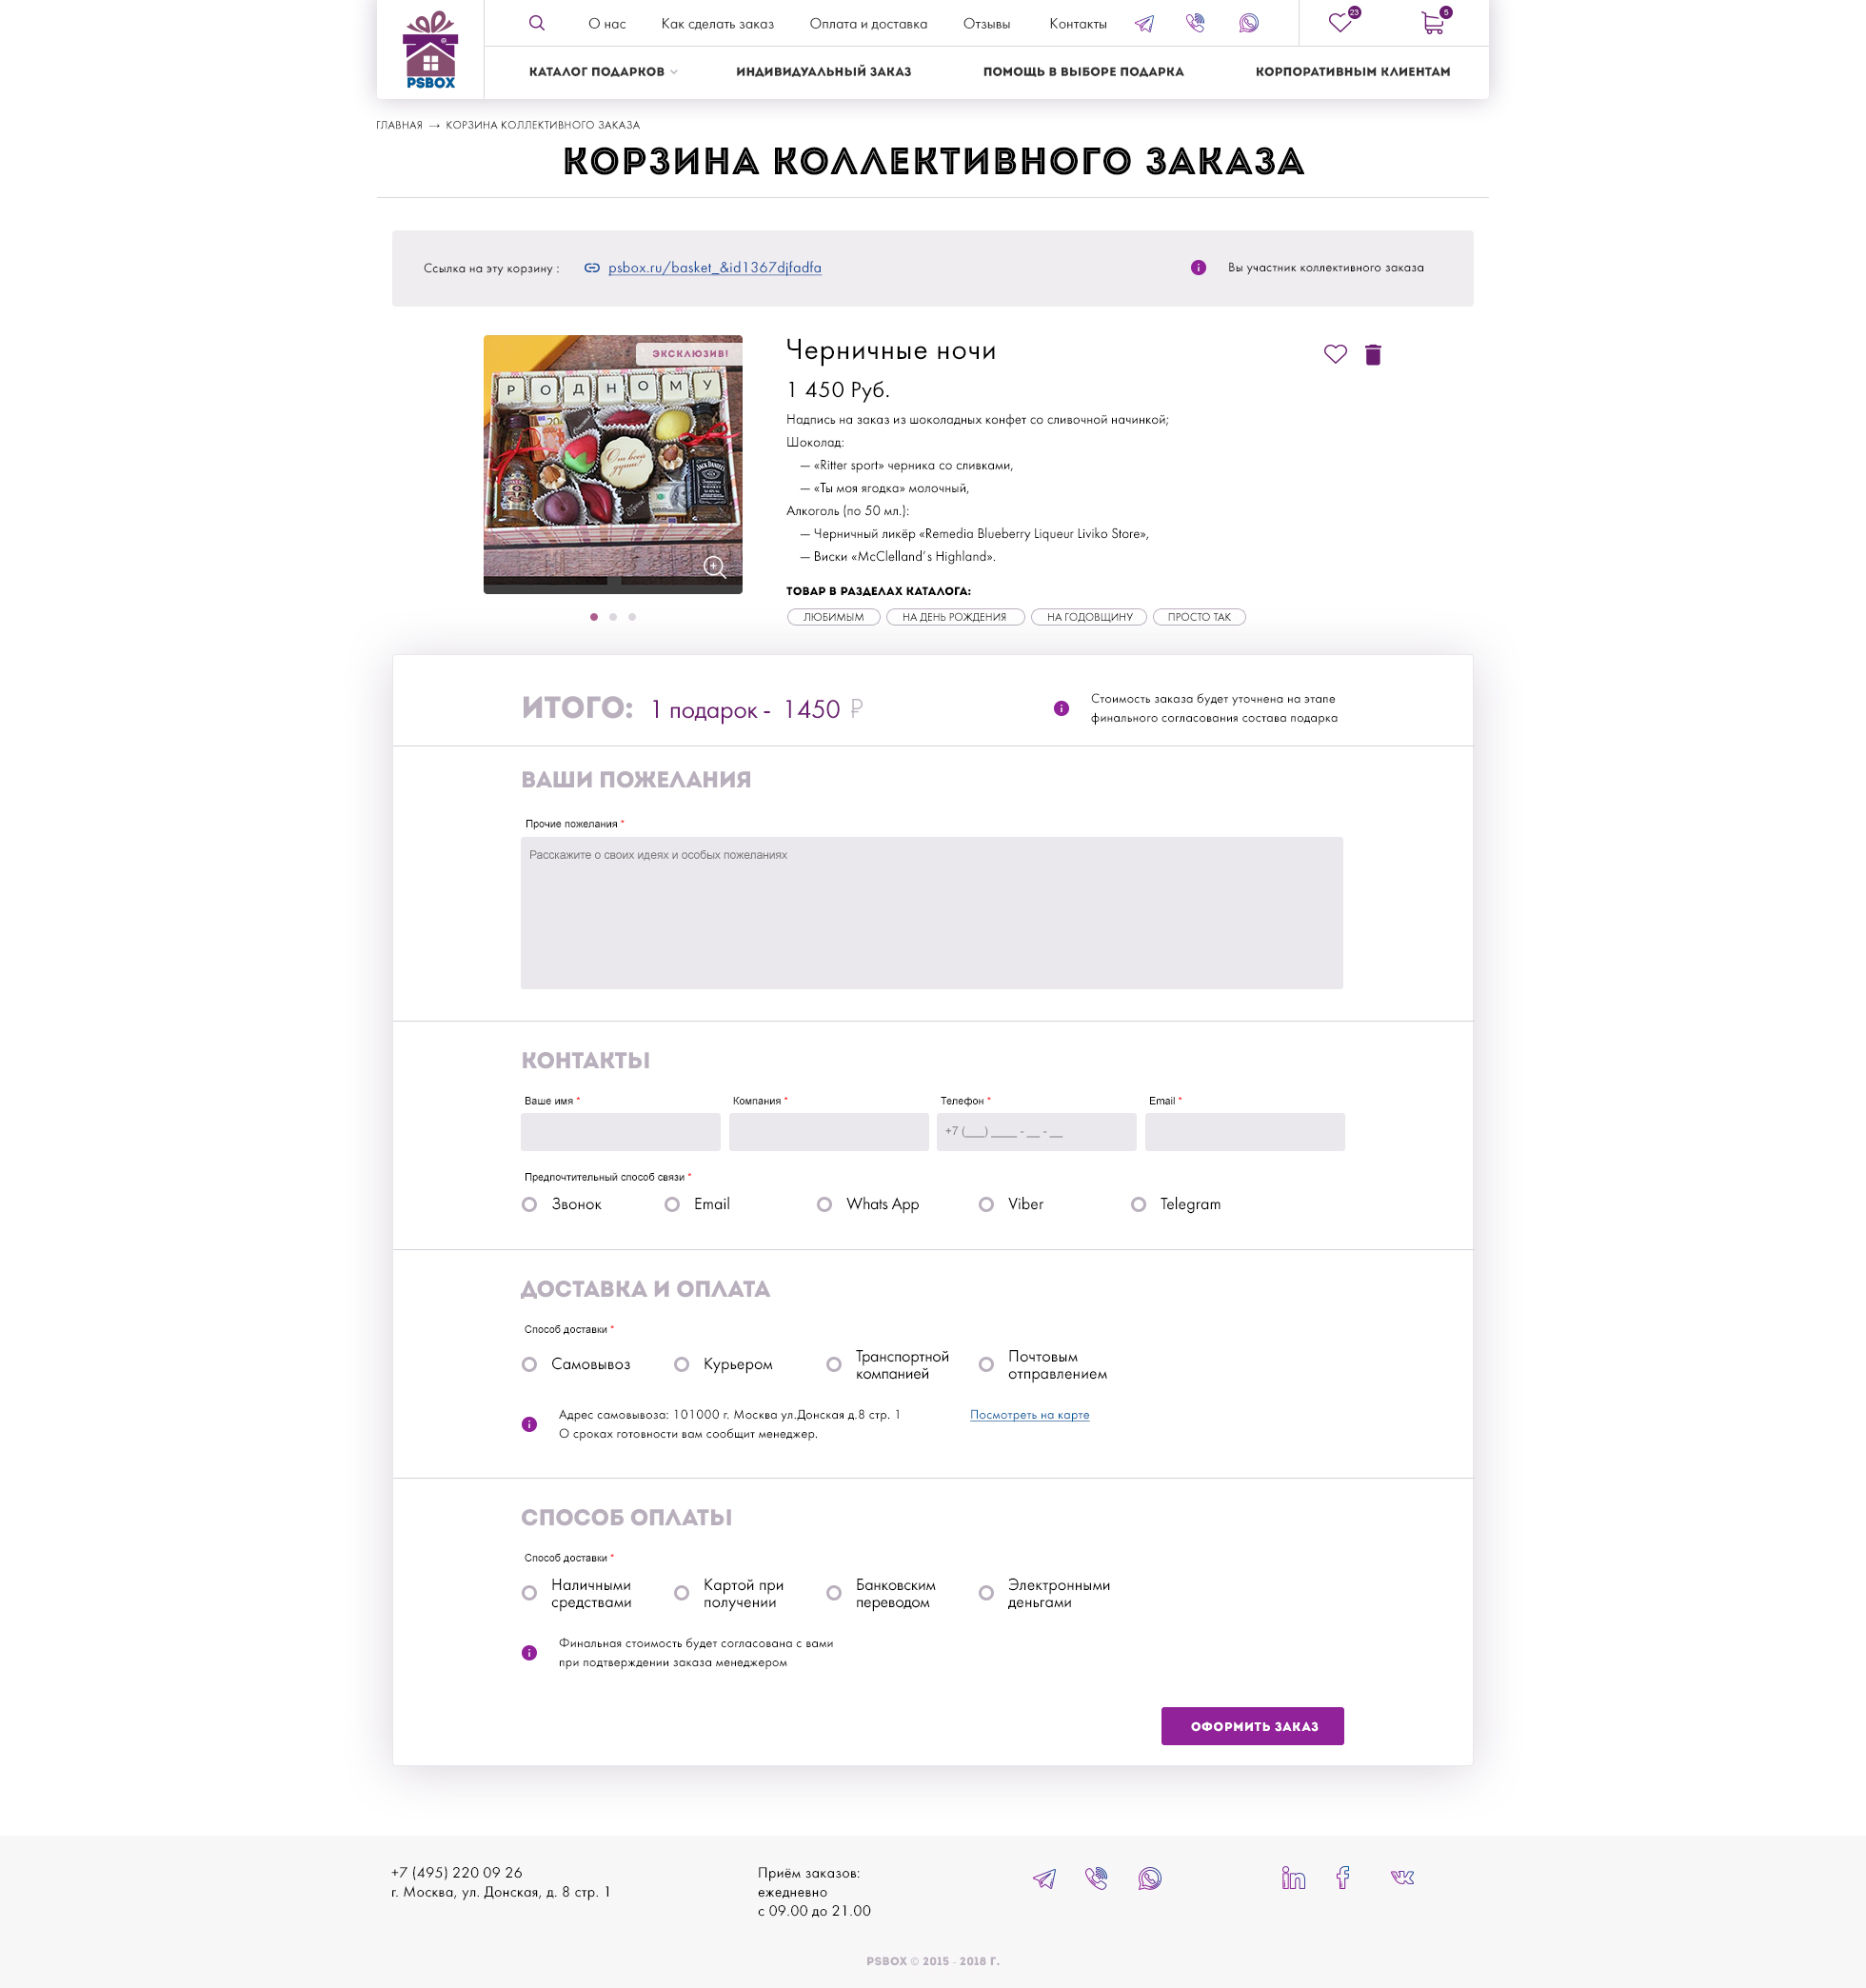 О нас
Как сделать заказ
Оплата и доставка
Отзывы
Контакты
23
5
PSBOX
КАТАЛОГ ПОДАРКОВ
ИНДИВИДУАЛЬНЫЙ ЗАКАЗ
ПОМОЩЬ В ВЫБОРЕ ПОДАРКА
КОРПОРАТИВНЫМ КЛИЕНТАМ
ГЛАВНАЯ → КОРЗИНА КОЛЛЕКТИВНОГО ЗАКАЗА
КОРЗИНА КОЛЛЕКТИВНОГО ЗАКАЗА
Ссылка на эту корзину :
psbox.ru/basket_&id1367djfadfa
Вы участник коллективного заказа
ЭКСКЛЮЗИВ!
РОДНОМУ
От всей
души!
JACK DANIEL'S
Черничные ночи
1 450 Руб.
Надпись на заказ из шоколадных конфет со сливочной начинкой;
Шоколад:
— «Ritter sport» черника со сливками,
— «Ты моя ягодка» молочный,
Алкоголь (по 50 мл.):
— Черничный ликёр «Remedia Blueberry Liqueur Liviko Store»,
— Виски «McClelland’s Highland».
ТОВАР В РАЗДЕЛАХ КАТАЛОГА:
ЛЮБИМЫМ
НА ДЕНЬ РОЖДЕНИЯ
НА ГОДОВЩИНУ
ПРОСТО ТАК
ИТОГО: 1 подарок - 1450 ₽
Стоимость заказа будет уточнена на этапе
финального согласования состава подарка
ВАШИ ПОЖЕЛАНИЯ
Прочие пожелания *
Расскажите о своих идеях и особых пожеланиях
КОНТАКТЫ
Ваше имя *
Компания *
Телефон *
Email *
+7 (___) ____ - __ - __
Предпочтительный способ связи *
Звонок
Email
Whats App
Viber
Telegram
ДОСТАВКА И ОПЛАТА
Способ доставки *
Самовывоз
Курьером
Транспортной
компанией
Почтовым
отправлением
Адрес самовывоза: 101000 г. Москва ул.Донская д.8 стр. 1
Посмотреть на карте
О сроках готовности вам сообщит менеджер.
СПОСОБ ОПЛАТЫ
Способ доставки *
Наличными
средствами
Картой при
получении
Банковским
переводом
Электронными
деньгами
Финальная стоимость будет согласована с вами
при подтверждении заказа менеджером
ОФОРМИТЬ ЗАКАЗ
+7 (495) 220 09 26
г. Москва, ул. Донская, д. 8 стр. 1
Приём заказов:
ежедневно
с 09.00 до 21.00
PSBOX © 2015 - 2018 Г.